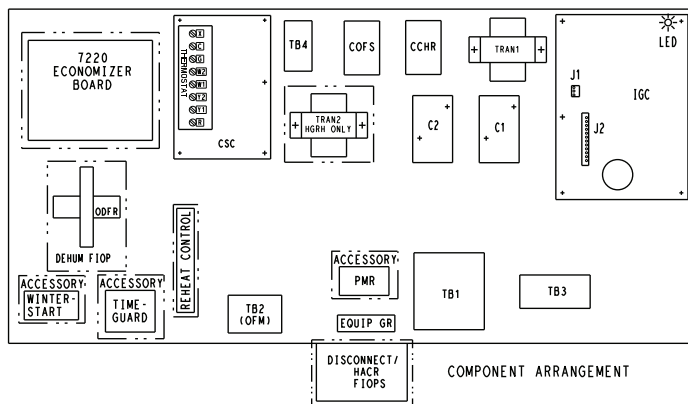 7220
ECONOMIZER
BOARD
THERMOSTAT
X
C
G
W2
W1
Y2
Y1
R
CSC
TB4
COFS
CCHR
TRAN1
LED
J1
IGC
J2
TRAN2
HGRH ONLY
C2
C1
ODFR
DEHUM FIOP
REHEAT CONTROL
ACCESSORY
WINTER-
START
ACCESSORY
TIME-
GUARD
TB2
(OFM)
ACCESSORY
PMR
TB1
TB3
EQUIP GR
DISCONNECT/
HACR
FIOPS
COMPONENT ARRANGEMENT